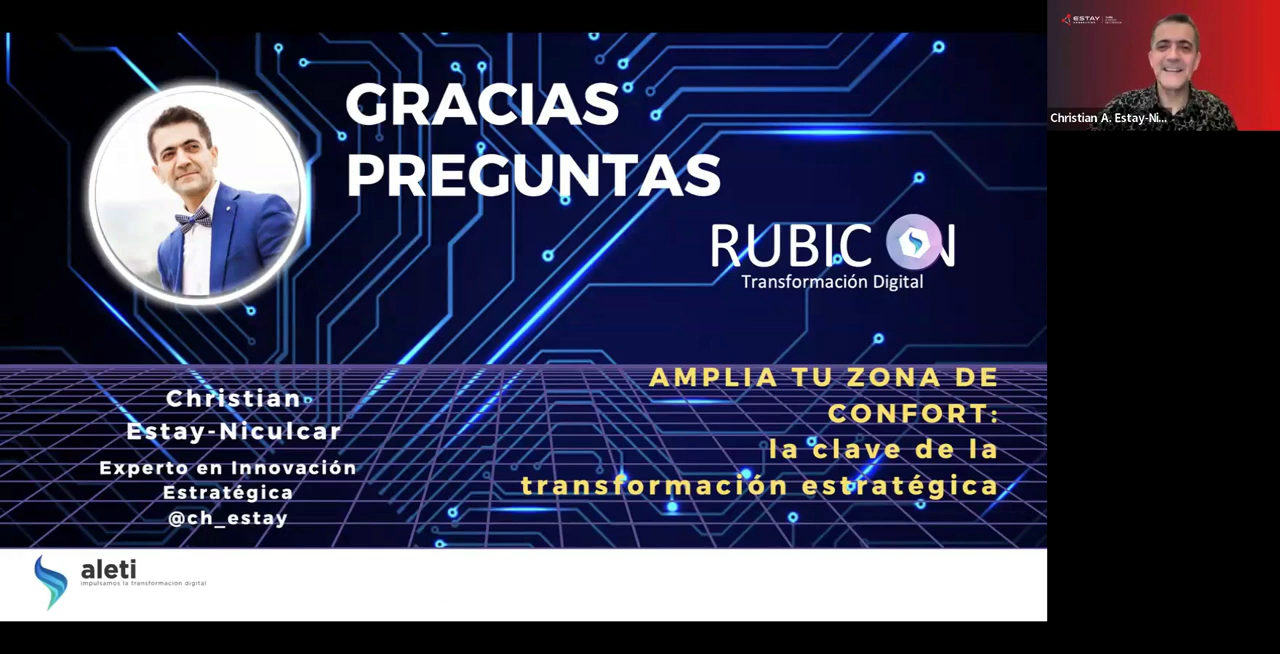 GRACIAS
PREGUNTAS
RUBICON
Transformación Digital
Christian
Estay-Niculcar
Experto en Innovación
Estratégica
@ch_estay
AMPLIA TU ZONA DE
CONFORT:
la clave de la
transformación estratégica
aleti
impulsamos la transformación digital
ESTAY
Christian A. Estay-Ni...